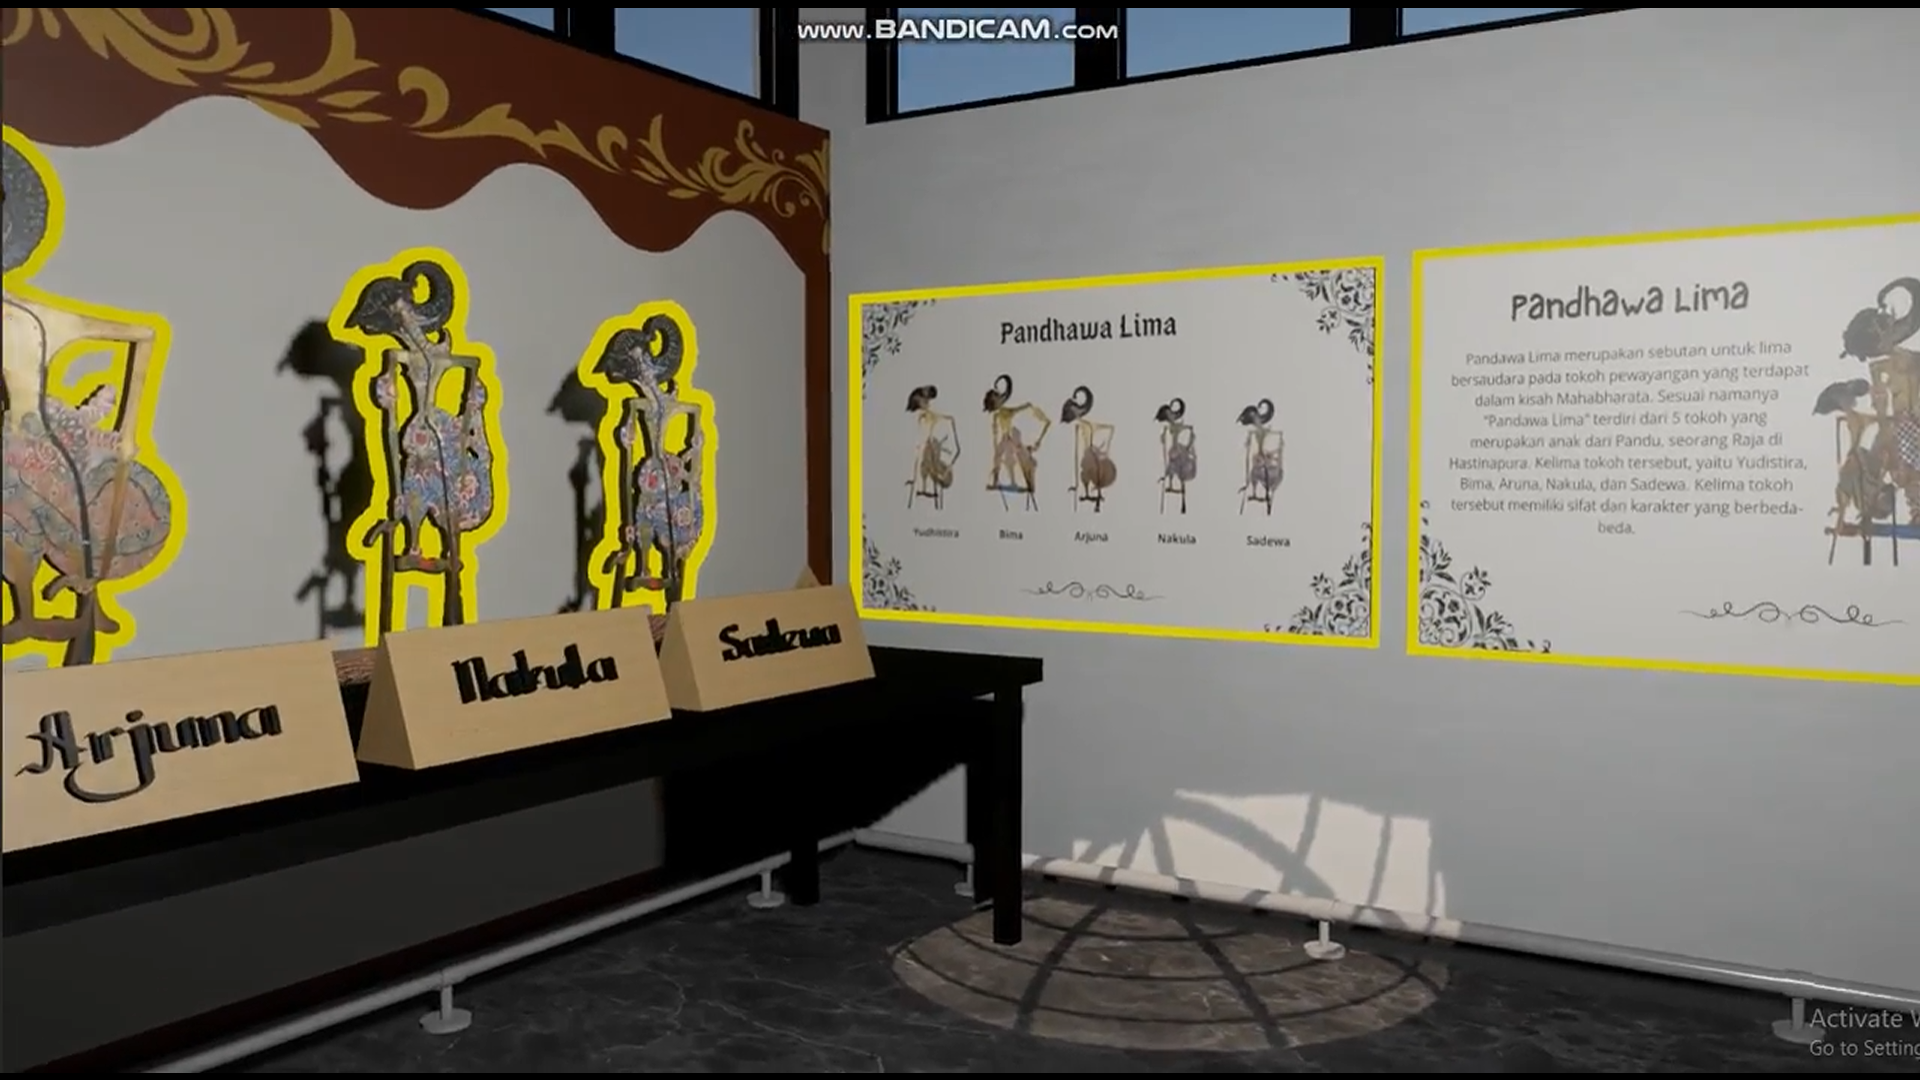 www.BANDICAM.com
Pandhawa Lima
Yudhistira
Bima
Arjuna
Nakula
Sadewa
Pandhawa Lima
Pandawa Lima merupakan sebutan untuk lima
bersaudara pada tokoh pewayangan yang terdapat
dalam kisah Mahabharata. Sesuai namanya
"Pandawa Lima" terdiri dari 5 tokoh yang
merupakan anak dari Pandu, seorang Raja di
Hastinapura. Kelima tokoh tersebut, yaitu Yudistira,
Bima, Aruna, Nakula, dan Sadewa. Kelima tokoh
tersebut memiliki sifat dan karakter yang berbeda-
beda.
Arjuna
Nakula
Sadewa
Activate
Go to Setting